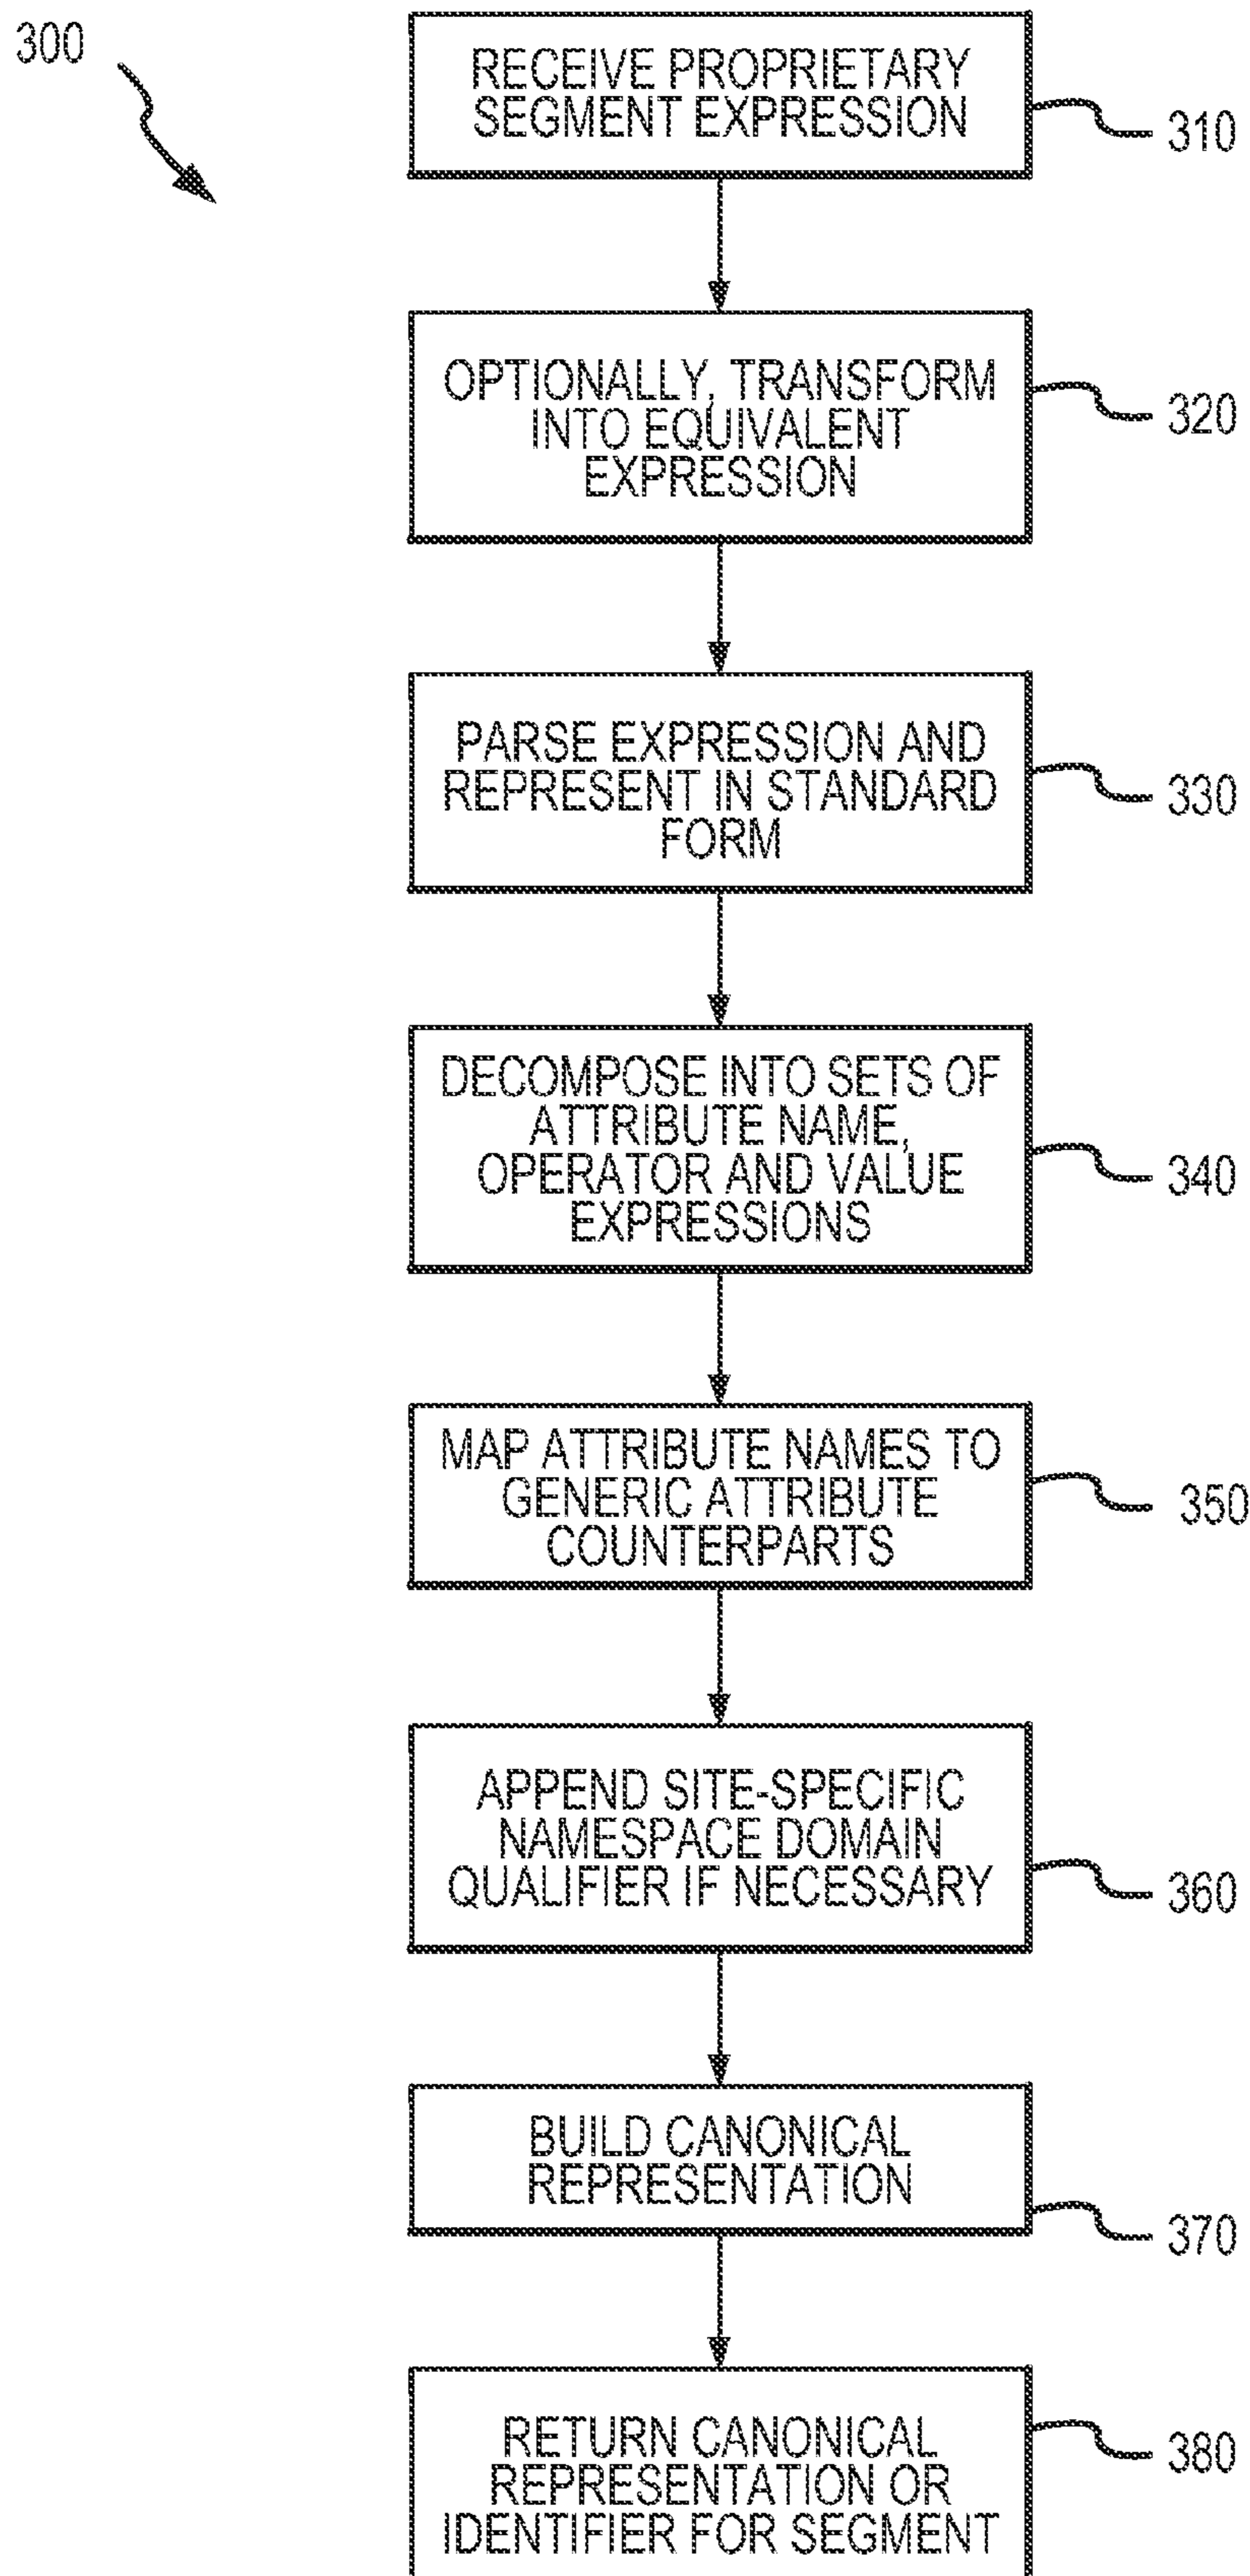 300
RECEIVE PROPRIETARY
SEGMENT EXPRESSION
310
OPTIONALLY, TRANSFORM
INTO EQUIVALENT
EXPRESSION
320
PARSE EXPRESSION AND
REPRESENT IN STANDARD
FORM
330
DECOMPOSE INTO SETS OF
ATTRIBUTE NAME,
OPERATOR AND VALUE
EXPRESSIONS
340
MAP ATTRIBUTE NAMES TO
GENERIC ATTRIBUTE
COUNTERPARTS
350
APPEND SITE-SPECIFIC
NAMESPACE DOMAIN
QUALIFIER IF NECESSARY
360
BUILD CANONICAL
REPRESENTATION
370
RETURN CANONICAL
REPRESENTATION OR
IDENTIFIER FOR SEGMENT
380